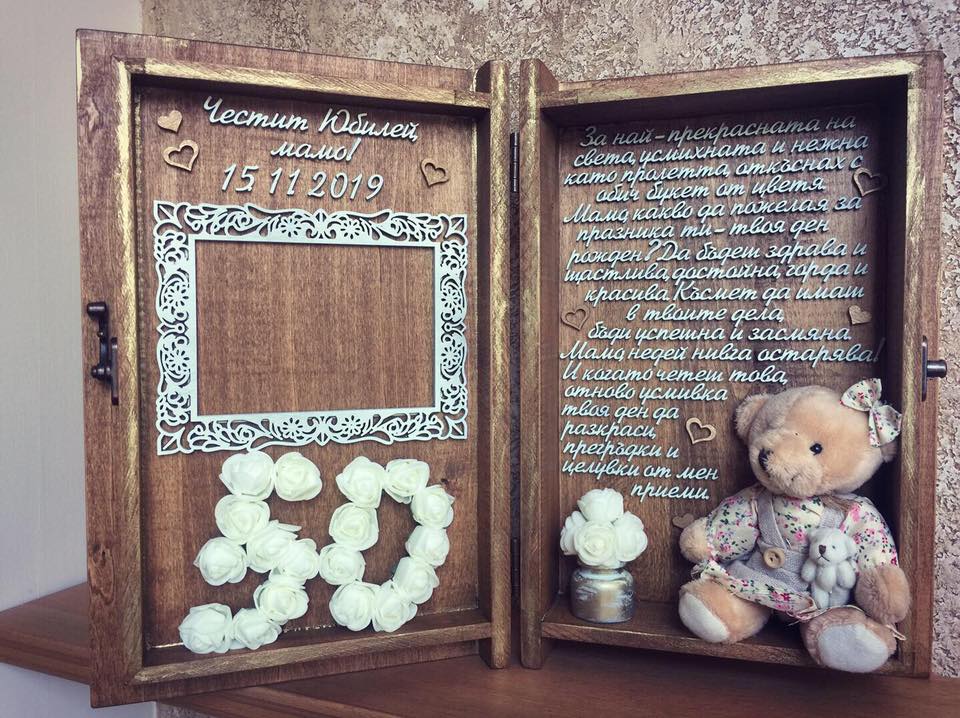 Честит Юбилей,
мамо!
15 11 2019
50
За най-прекрасната на
света, усмихната и нежна
като пролетта, откъснах с
обич букет от цветя.
Мамо, какво да пожелая за
празника ти- твоя ден
рожден? Да бъдеш здрава и
щастлива, достойна, горда и
красива. Късмет да имаш
в твоите дела,
бъди успешна и засмяна.
Мамо, недей нивга остарява!
И когато четеш това,
отново усмивка
твоя ден да
разкраси,
прегръдки и
целувки от мен
приеми.